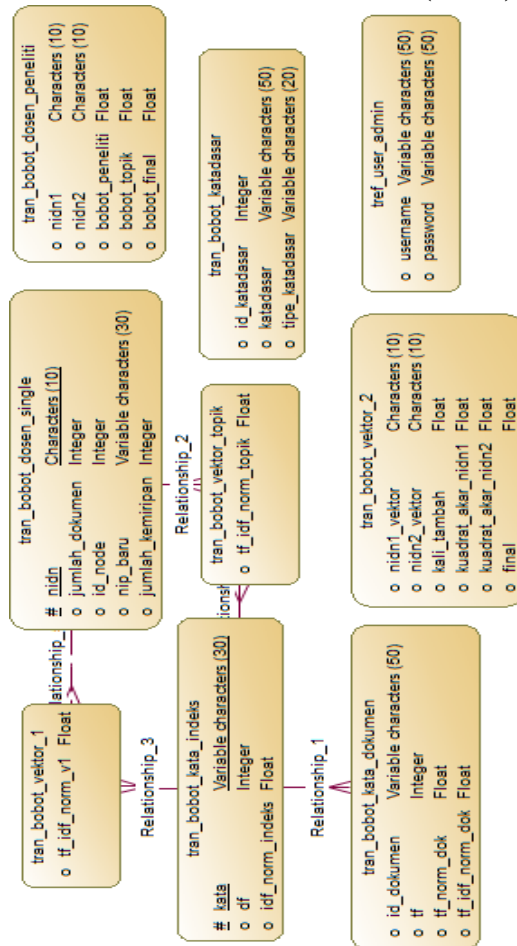 tran_bobot_vektor_1
o tf_idf_norm_v1 Float
tran_bobot_dosen_single
# nidn Characters (10)
o jumlah_dokumen Integer
o id_node Integer
o nip_baru Variable characters (30)
o jumlah_kemiripan Integer
tran_bobot_dosen_peneliti
o nidn1 Characters (10)
o nidn2 Characters (10)
o bobot_peneliti Float
o bobot_topik Float
o bobot_final Float
elationship_
Relationship_3
Relationship_2
tran_bobot_kata_indeks
# kata Variable characters (30)
o df Integer
o idf_norm_indeks Float
lationship
tran_bobot_vektor_topik
o tf_idf_norm_topik Float
tran_bobot_katadasar
o id_katadasar Integer
o katadasar Variable characters (50)
o tipe_katadasar Variable characters (20)
Relationship_1
tran_bobot_kata_dokumen
o id_dokumen Variable characters (50)
o tf Integer
o tf_norm_dok Float
o tf_idf_norm_dok Float
tran_bobot_vektor_2
o nidn1_vektor Characters (10)
o nidn2_vektor Characters (10)
o kali_tambah Float
o kuadrat_akar_nidn1 Float
o kuadrat_akar_nidn2 Float
o final Float
tref_user_admin
o username Variable characters (50)
o password Variable characters (50)